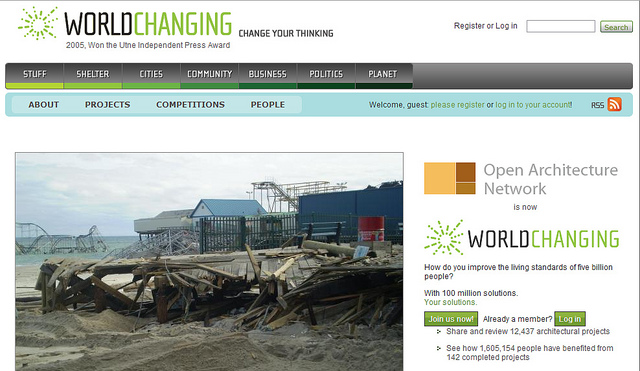 WORLDCHANGING CHANGE YOUR THINKING
2005, Won the Utne Independent Press Award
Register or Log in
Search
STUFF SHELTER CITIES COMMUNITY BUSINESS POLITICS PLANET
ABOUT PROJECTS COMPETITIONS PEOPLE
Welcome, guest: please register or log in to your account! RSS
Open Architecture
Network
is now
WORLDCHANGING
How do you improve the living standards of five billion
people?
With 100 million solutions.
Your solutions.
Join us now! Already a member? Log in
> Share and review 12,437 architectural projects
> See how 1,605,154 people have benefited from
142 completed projects